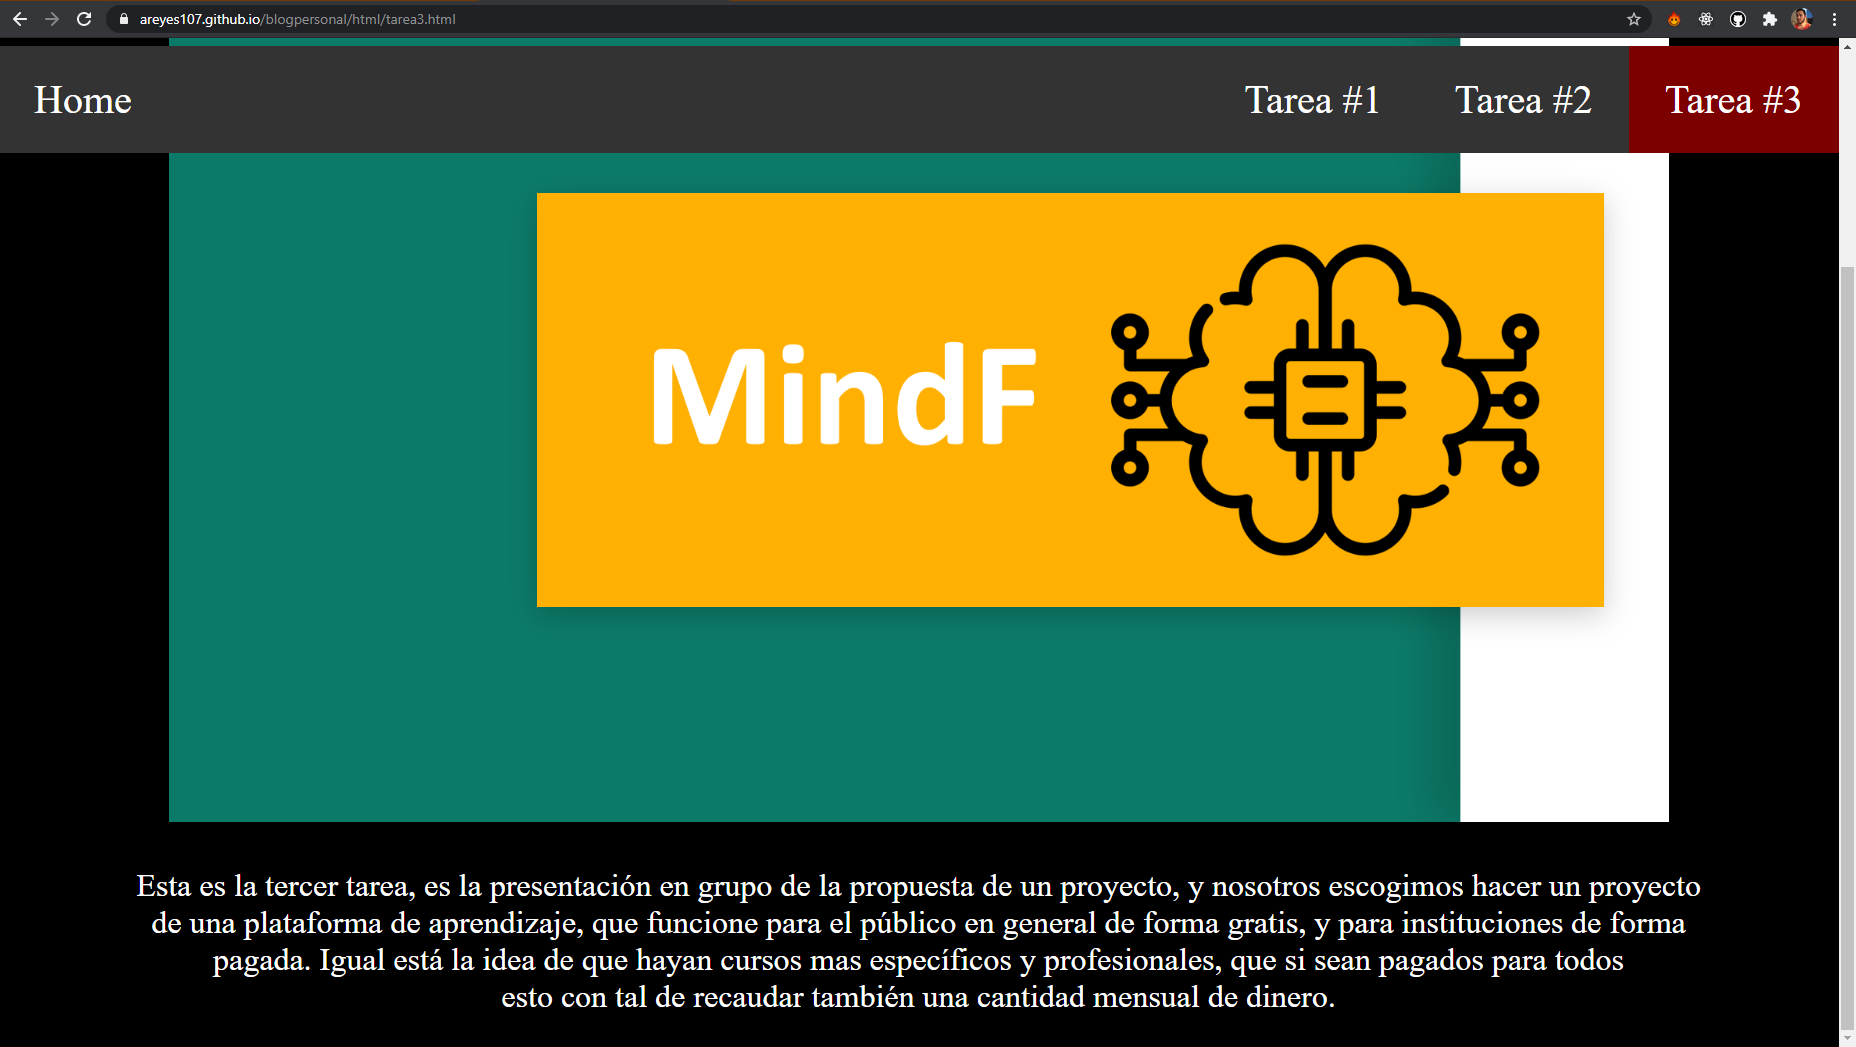 areyes107.github.io/blogpersonal/html/tarea3.html
Home Tarea #1 Tarea #2 Tarea #3
MindF
Esta es la tercer tarea, es la presentación en grupo de la propuesta de un proyecto, y nosotros escogimos hacer un proyecto
de una plataforma de aprendizaje, que funcione para el público en general de forma gratis, y para instituciones de forma
pagada. Igual está la idea de que hayan cursos mas específicos y profesionales, que si sean pagados para todos
esto con tal de recaudar también una cantidad mensual de dinero.